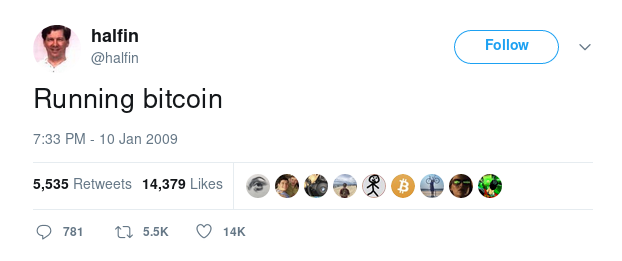 halfin
@halfin
Follow
Running bitcoin
7:33 PM - 10 Jan 2009
5,535 Retweets 14,379 Likes
781 5.5K 14K